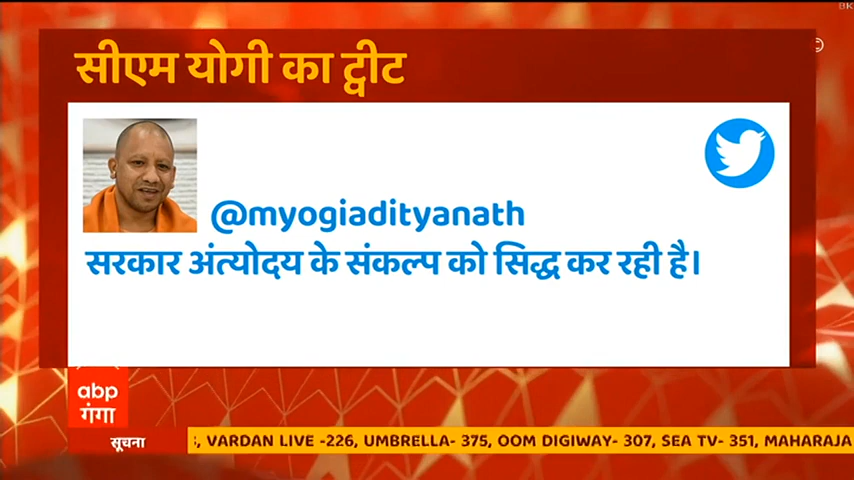 BK
सीएम योगी का ट्वीट
@myogiadityanath
सरकार अंत्योदय के संकल्प को सिद्ध कर रही है।
abp
गंगा
सूचना
, VARDAN LIVE -226, UMBRELLA- 375, OOM DIGIWAY- 307, SEA TV- 351, MAHARAJA